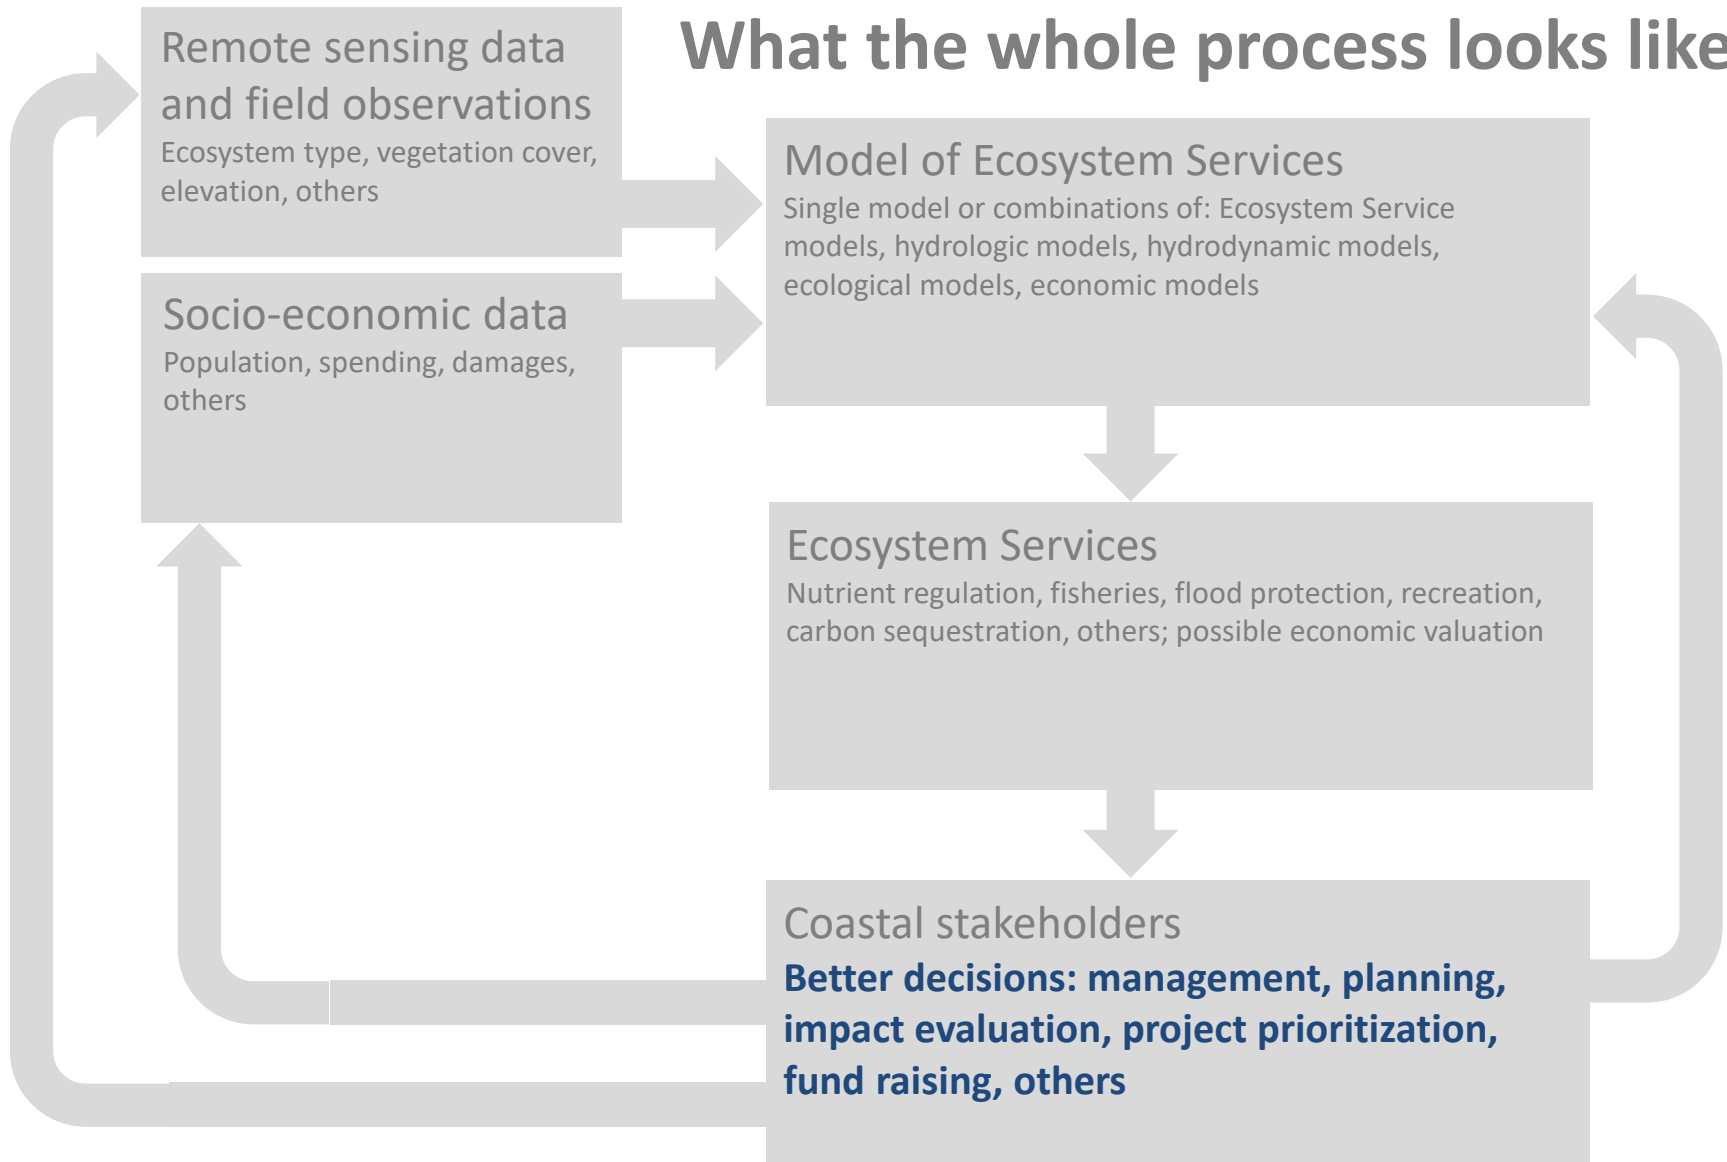 What the whole process looks like
Remote sensing data
and field observations
Ecosystem type, vegetation cover,
elevation, others
Socio-economic data
Population, spending, damages,
others
Model of Ecosystem Services
Single model or combinations of: Ecosystem Service
models, hydrologic models, hydrodynamic models,
ecological models, economic models
Ecosystem Services
Nutrient regulation, fisheries, flood protection, recreation,
carbon sequestration, others; possible economic valuation
Coastal stakeholders
Better decisions: management, planning,
impact evaluation, project prioritization,
fund raising, others